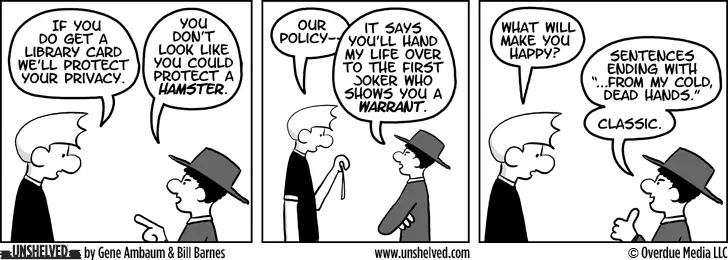 IF YOU
DO GET A
LIBRARY CARD
WE'LL PROTECT
YOUR PRIVACY.
YOU
DON'T
LOOK LIKE
YOU COULD
PROTECT A
HAMSTER.
OUR
POLICY--
IT SAYS
YOU'LL HAND
MY LIFE OVER
TO THE FIRST
JOKER WHO
SHOWS YOU A
WARRANT.
WHAT WILL
MAKE YOU
HAPPY?
SENTENCES
ENDING WITH
"...FROM MY COLD,
DEAD HANDS."
CLASSIC.
UNSHELVED by Gene Ambaum & Bill Barnes
www.unshelved.com
© Overdue Media LLC